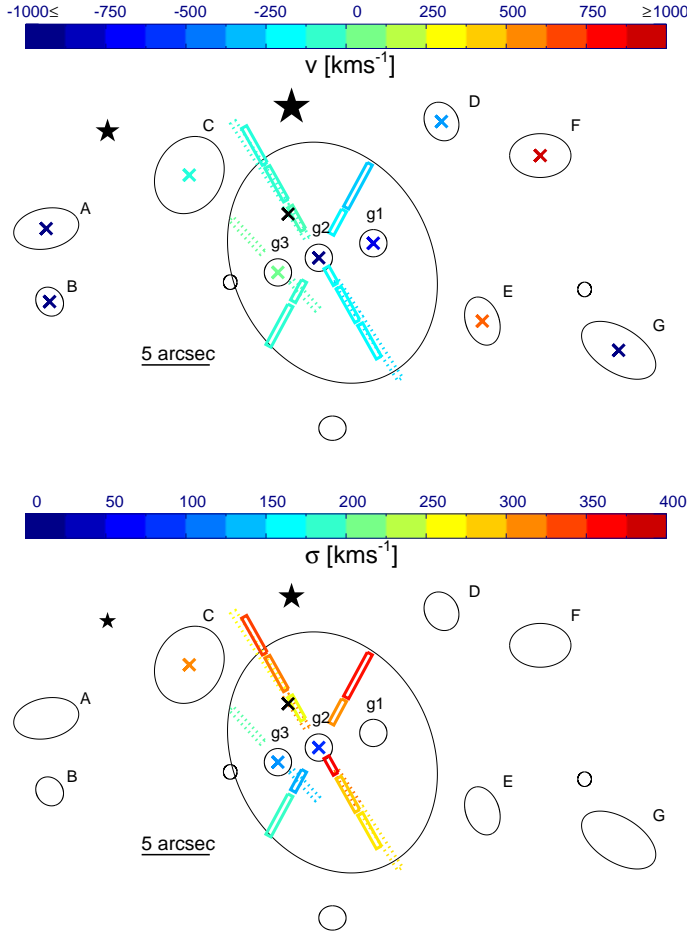 -1000≤ -750 -500 -250 0 250 500 750 ≥1000
v [kms-1]
D
C
F
A
g1
g2
g3
B
E
G
5 arcsec
0 50 100 150 200 250 300 350 400
σ [kms-1]
D
C
F
A
g1
g2
g3
B
E
G
5 arcsec